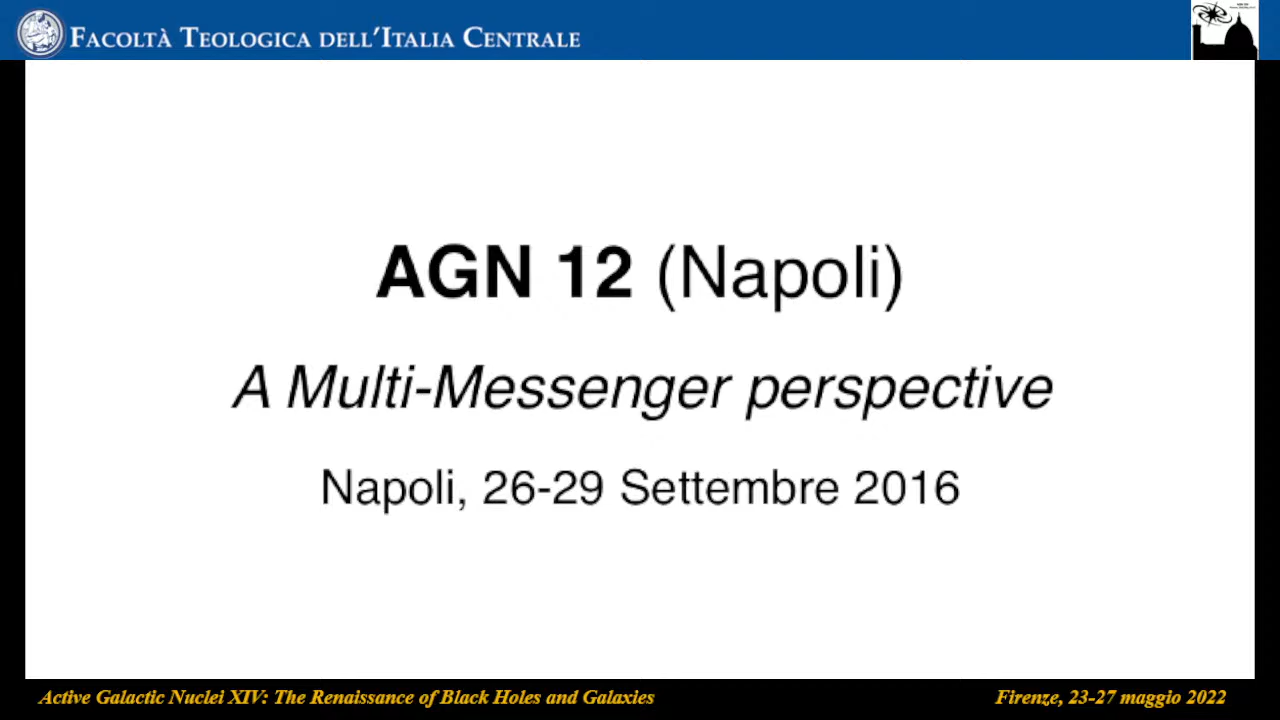 FACOLTÀ TEOLOGICA DELL'ITALIA CENTRALE
AGN 12 (Napoli)
A Multi-Messenger perspective
Napoli, 26-29 Settembre 2016
Active Galactic Nuclei XIV: The Renaissance of Black Holes and Galaxies
Firenze, 23-27 maggio 2022